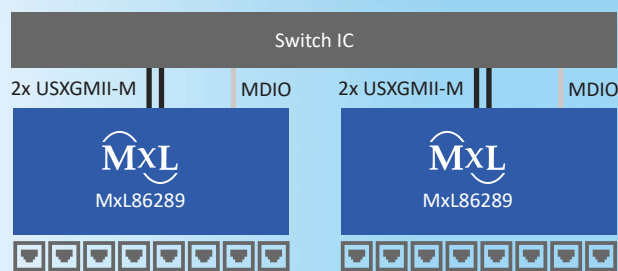 Switch IC
2x USXGMII-M MDIO 2x USXGMII-M MDIO
MXL MXL
MxL86289 MxL86289